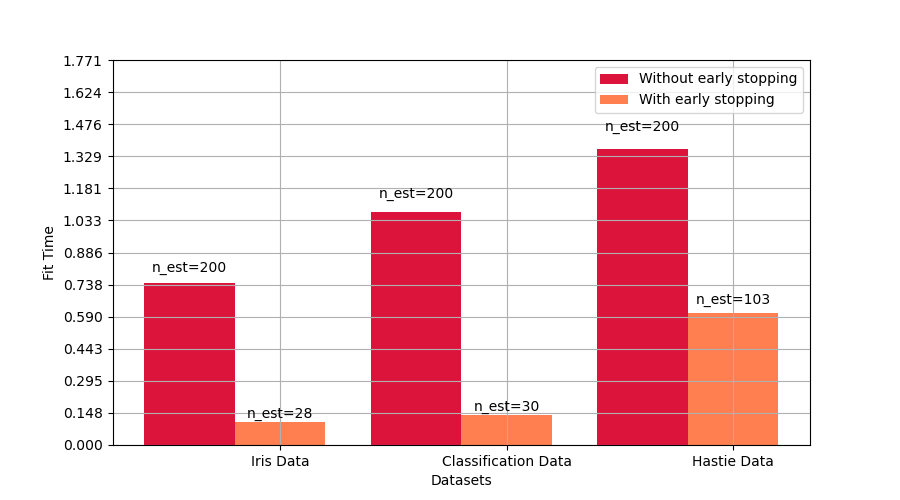 Fit Time
1.771
1.624
1.476
1.329
1.181
1.033
0.886
0.738
0.590
0.443
0.295
0.148
0.000
Without early stopping
With early stopping
n_est=200
n_est=28
n_est=200
n_est=30
n_est=200
n_est=103
Iris Data
Classification Data
Hastie Data
Datasets